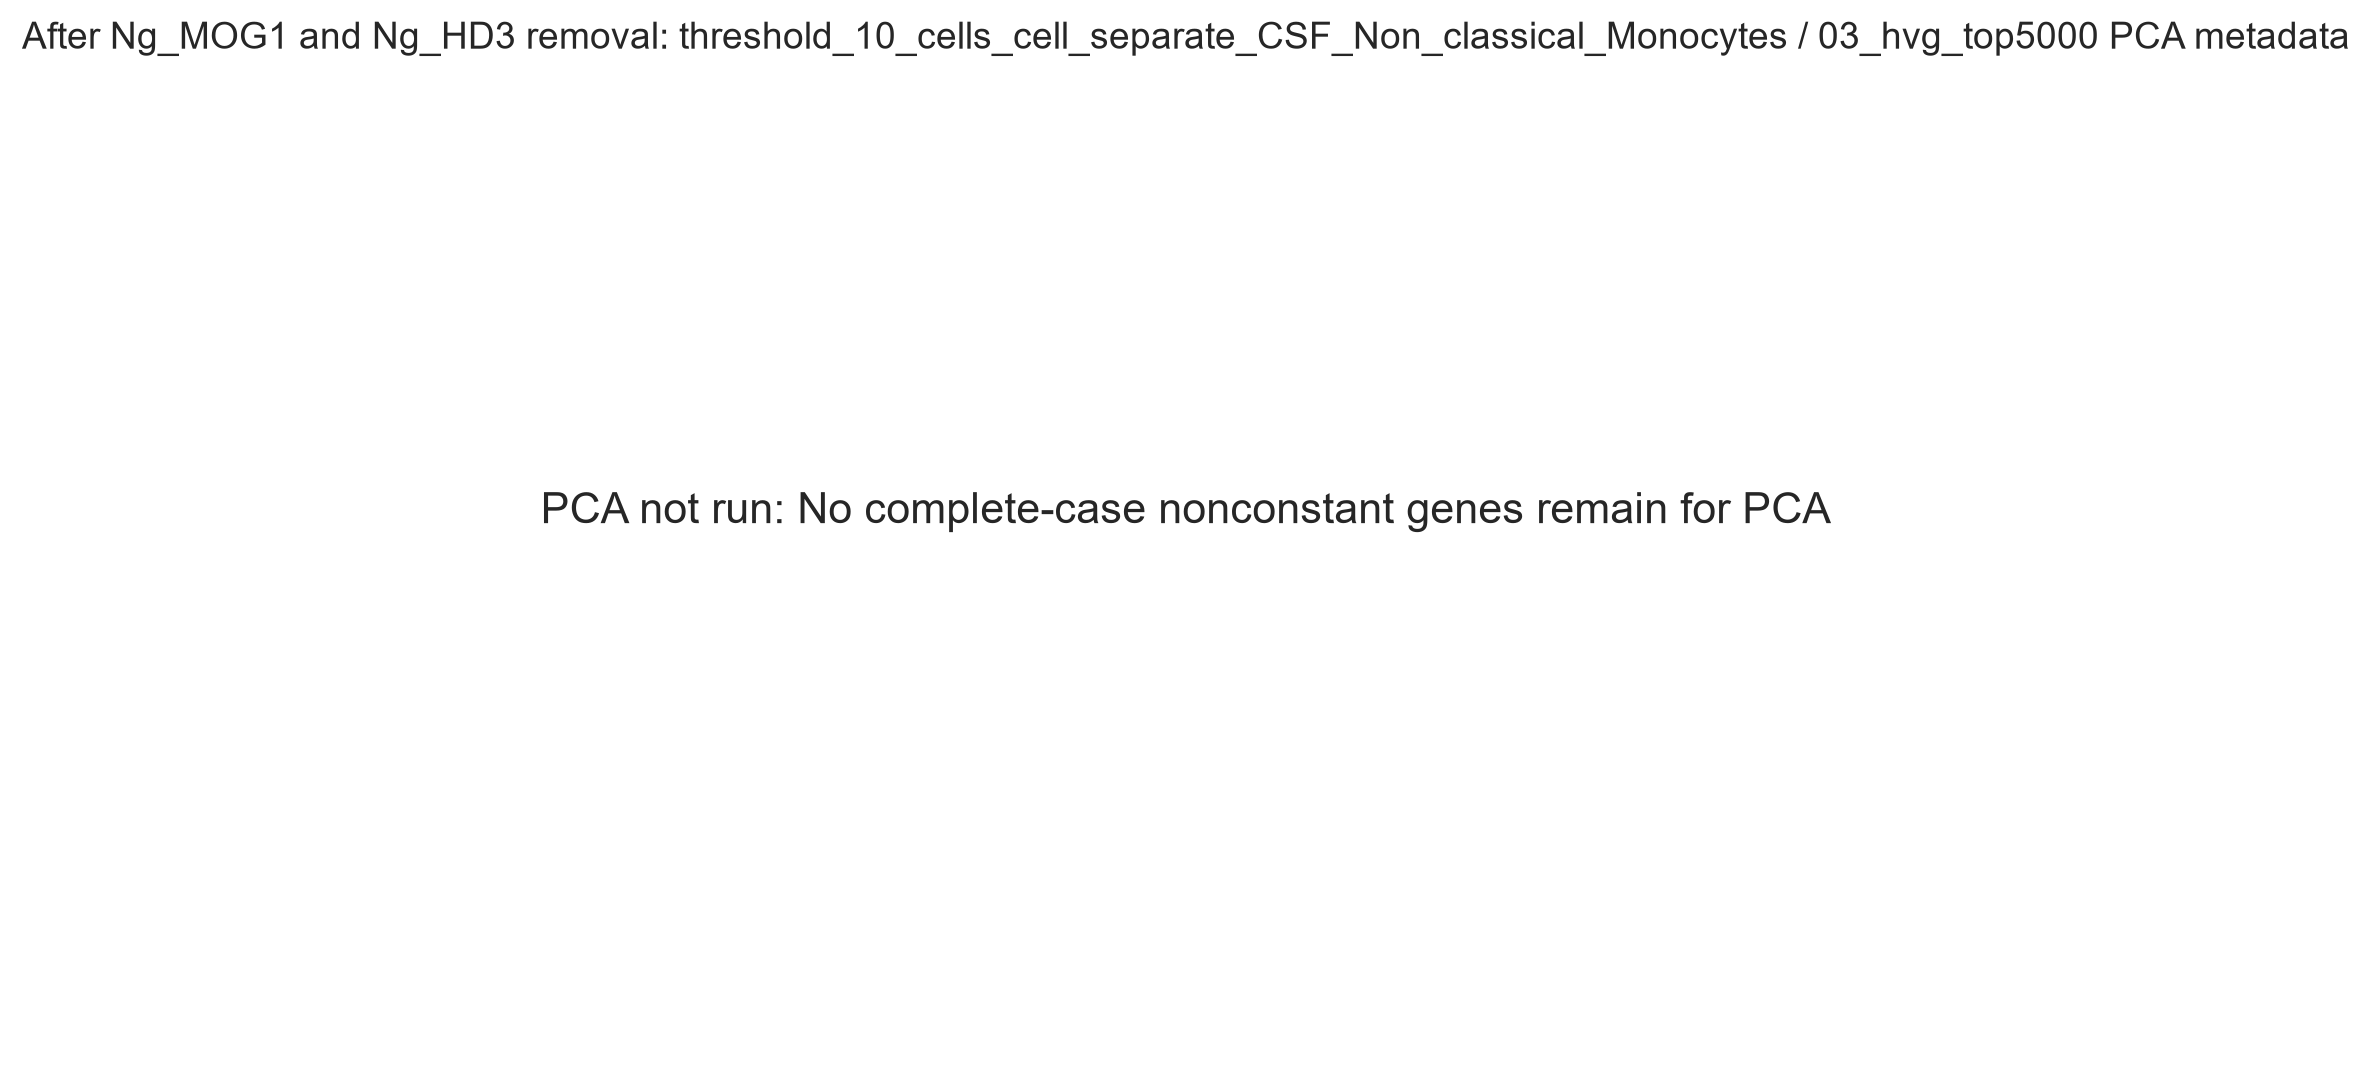 After Ng_MOG1 and Ng_HD3 removal: threshold_10_cells_cell_separate_CSF_Non_classical_Monocytes / 03_hvg_top5000 PCA metadata
PCA not run: No complete-case nonconstant genes remain for PCA